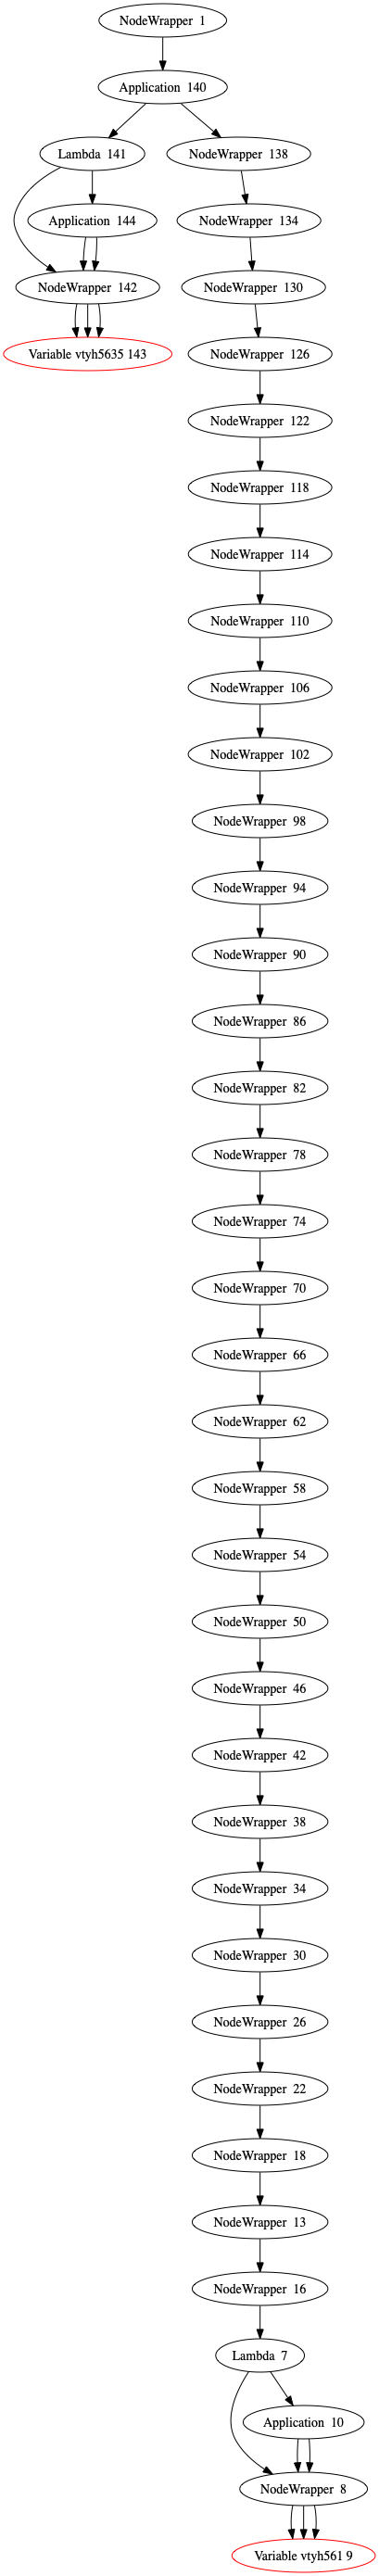 NodeWrapper 1
Application 140
Lambda 141
NodeWrapper 138
Application 144
NodeWrapper 134
NodeWrapper 142
NodeWrapper 130
Variable vtyh5635 143
NodeWrapper 126
NodeWrapper 122
NodeWrapper 118
NodeWrapper 114
NodeWrapper 110
NodeWrapper 106
NodeWrapper 102
NodeWrapper 98
NodeWrapper 94
NodeWrapper 90
NodeWrapper 86
NodeWrapper 82
NodeWrapper 78
NodeWrapper 74
NodeWrapper 70
NodeWrapper 66
NodeWrapper 62
NodeWrapper 58
NodeWrapper 54
NodeWrapper 50
NodeWrapper 46
NodeWrapper 42
NodeWrapper 38
NodeWrapper 34
NodeWrapper 30
NodeWrapper 26
NodeWrapper 22
NodeWrapper 18
NodeWrapper 13
NodeWrapper 16
Lambda 7
Application 10
NodeWrapper 8
Variable vtyh561 9